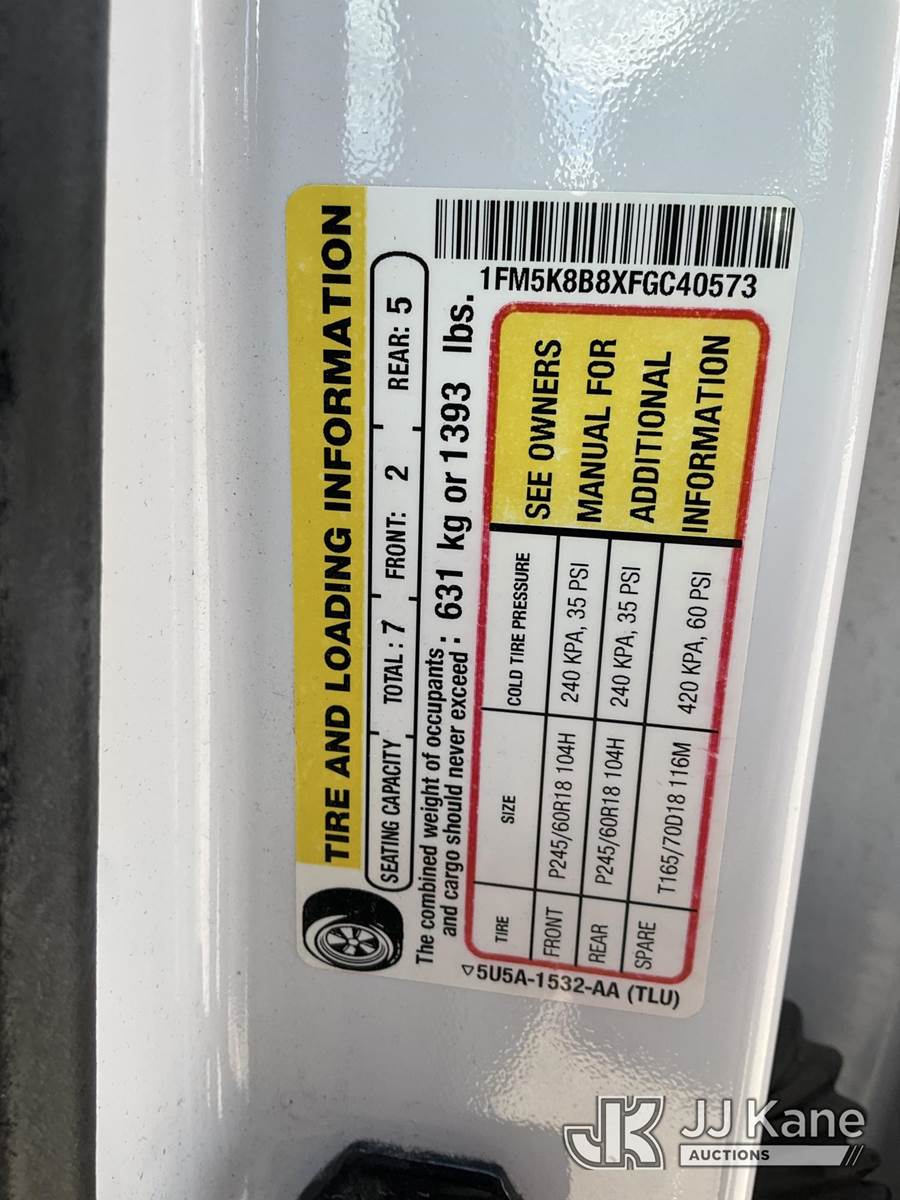 TIRE AND LOADING INFORMATION
SEATING CAPACITY TOTAL : 7 FRONT: 2 REAR: 5
The combined weight of occupants
and cargo should never exceed : 631 kg or 1393 lbs.
TIRE SIZE COLD TIRE PRESSURE
FRONT P245/60R18 104H 240 KPA, 35 PSI
REAR P245/60R18 104H 240 KPA, 35 PSI
SPARE T165/70D18 116M 420 KPA, 60 PSI
SEE OWNERS
MANUAL FOR
ADDITIONAL
INFORMATION
5U5A-1532-AA (TLU)
1FM5K8B8XFGC40573
JK JJ Kane
AUCTIONS